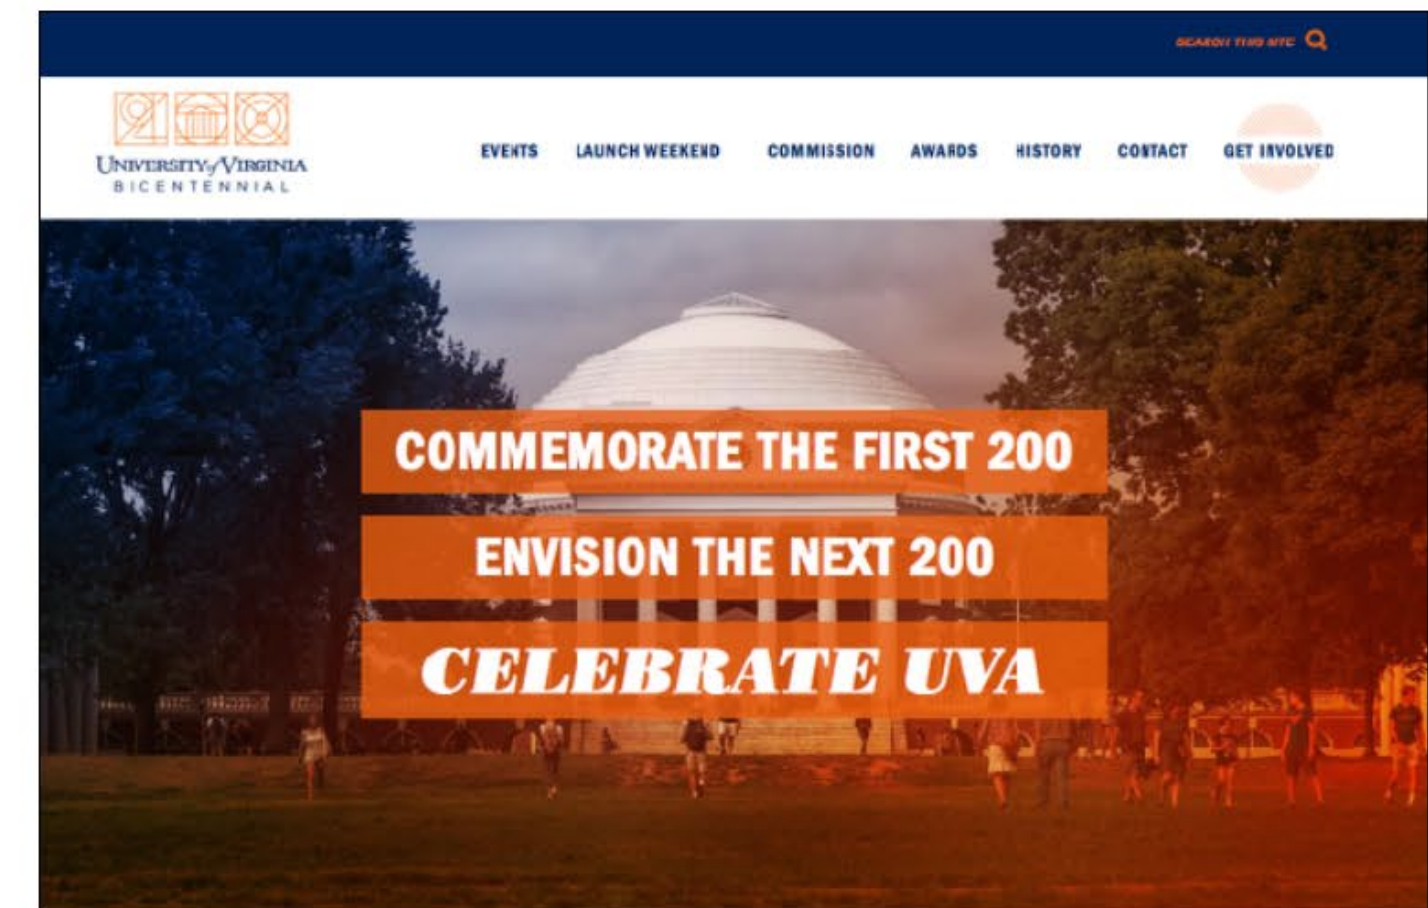 SEARCH THIS SITE
UNIVERSITY of VIRGINIA
BICENTENNIAL
EVENTS LAUNCH WEEKEND COMMISSION AWARDS HISTORY CONTACT GET INVOLVED
COMMEMORATE THE FIRST 200
ENVISION THE NEXT 200
CELEBRATE UVA